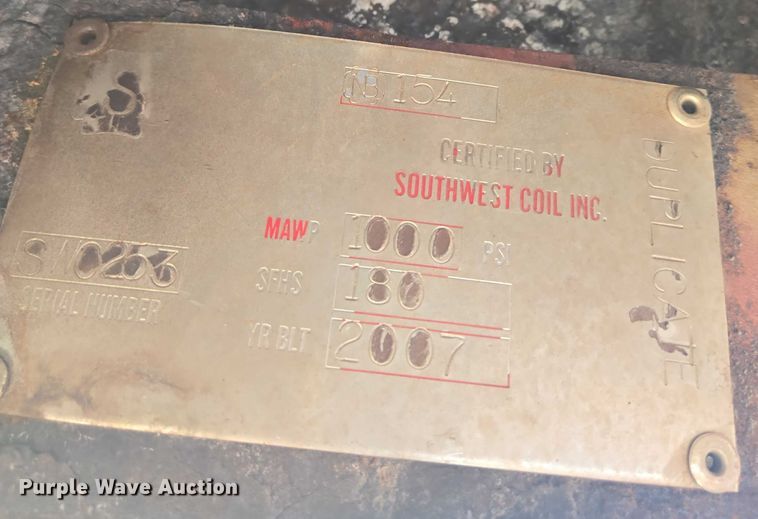 S
NB 154
CERTIFIED BY
SOUTHWEST COIL INC.
MAWP 1000 PSI
SFHS 180
YR BLT 2007
SW0253
SERIAL NUMBER
DUPLICATE
Purple Wave Auction